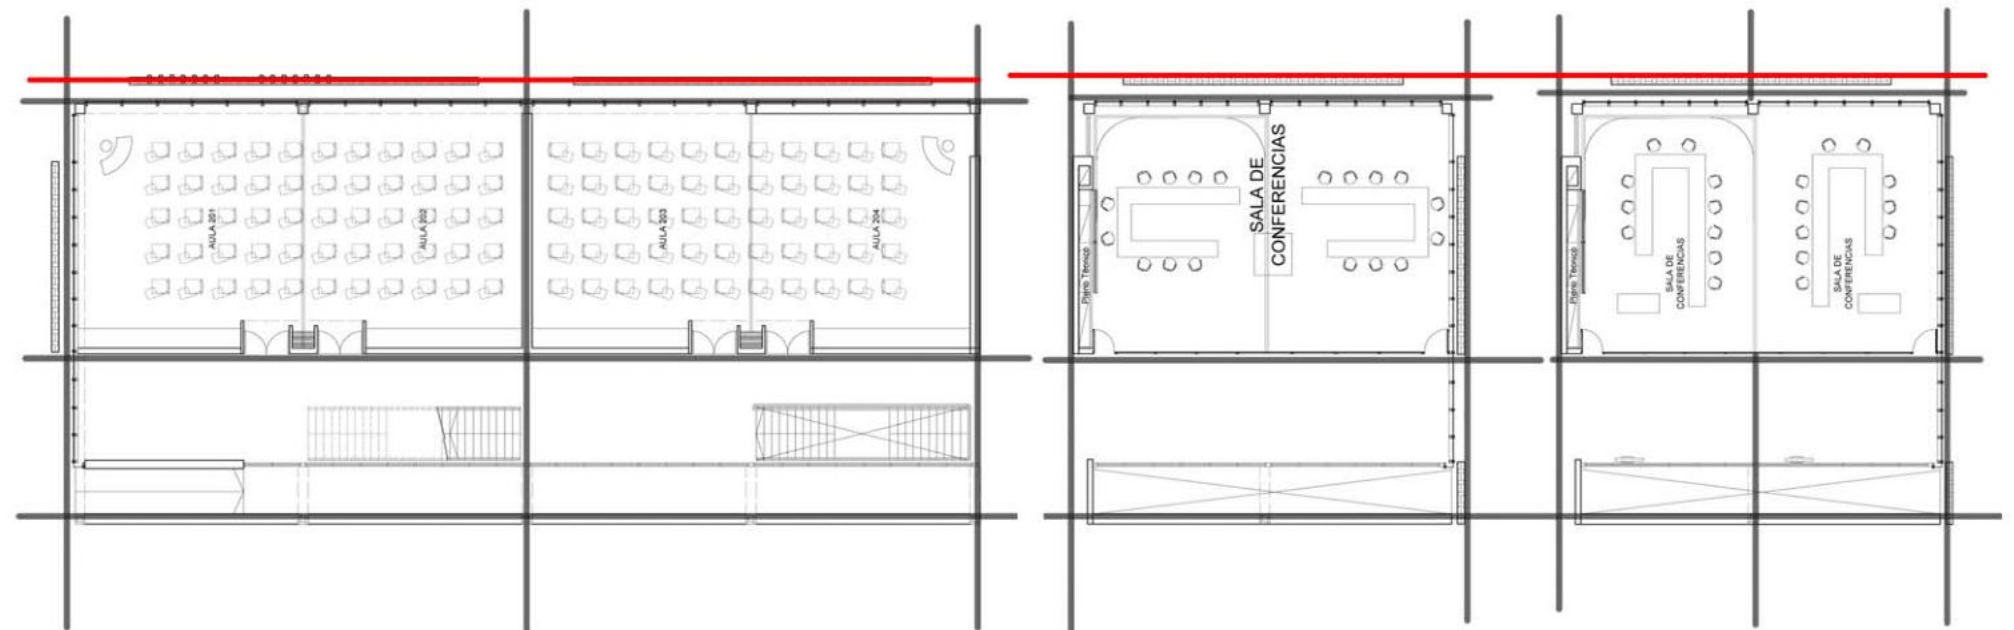 AULA 201
AULA 202
AULA 203
AULA 204
Pleno Técnico
SALA DE
CONFERENCIAS
Pleno Técnico
SALA DE
CONFERENCIAS
SALA DE
CONFERENCIAS